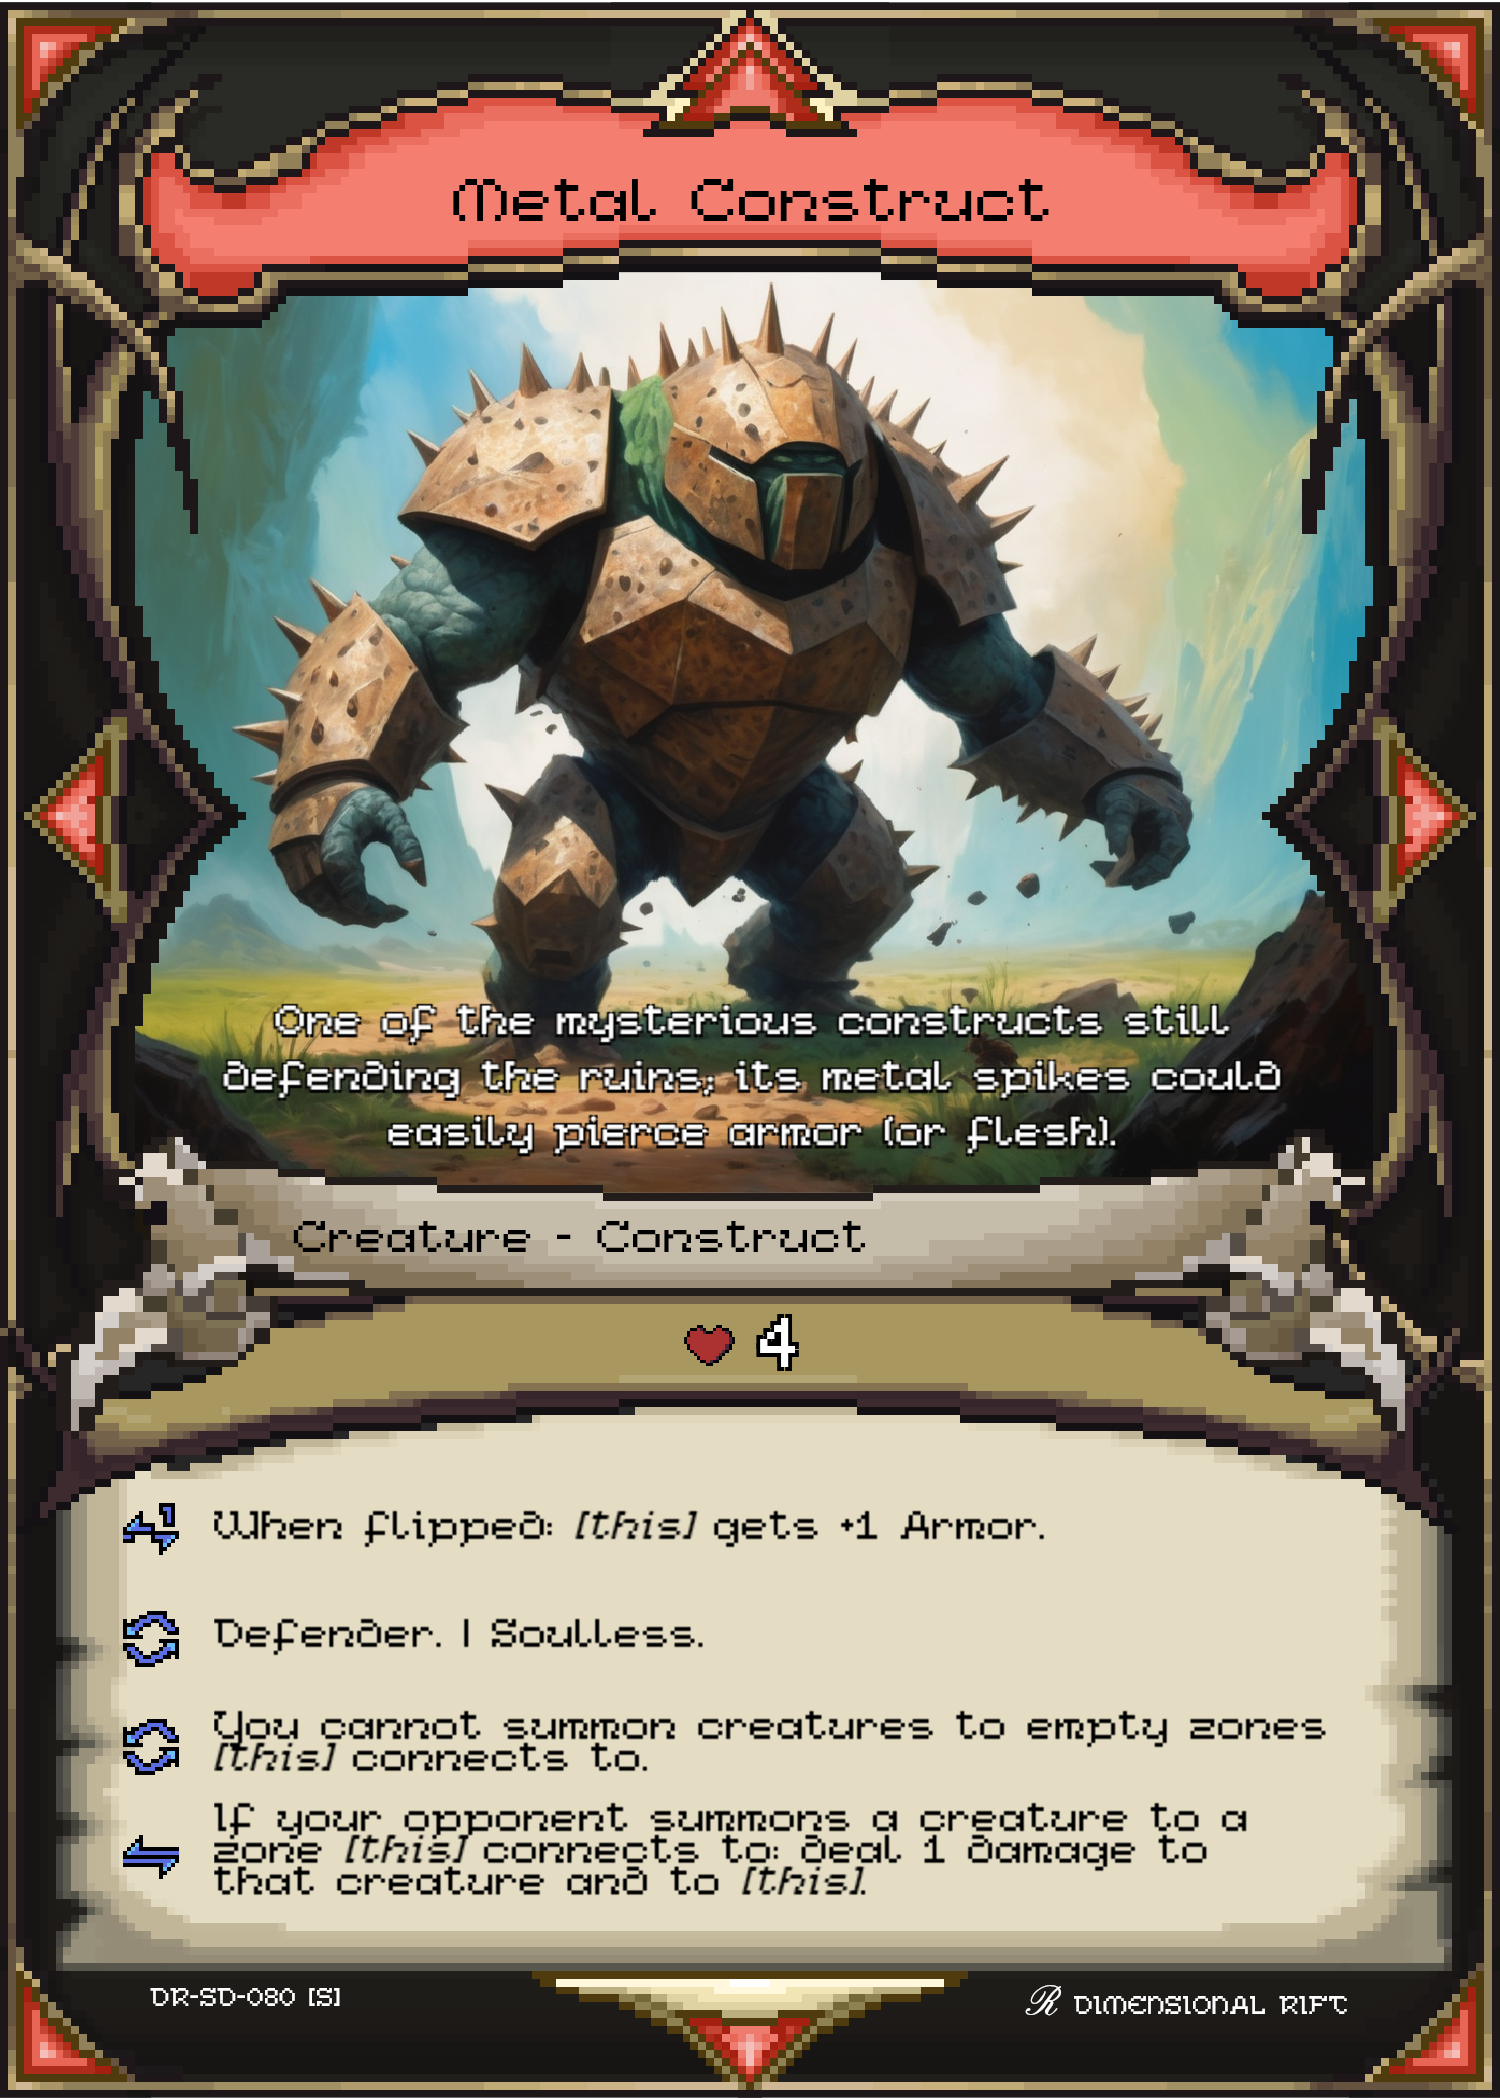 Metal Construct
One of the mysterious constructs still
defending the ruins; its metal spikes could
easily pierce armor (or flesh).
Creature - Construct
4
1
When flipped: [this] gets +1 Armor.
Defender. | Soulless.
You cannot summon creatures to empty zones
[this] connects to.
If your opponent summons a creature to a
zone [this] connects to: deal 1 damage to
that creature and to [this].
DR-SD-080 [S]
R DIMENSIONAL RIFT